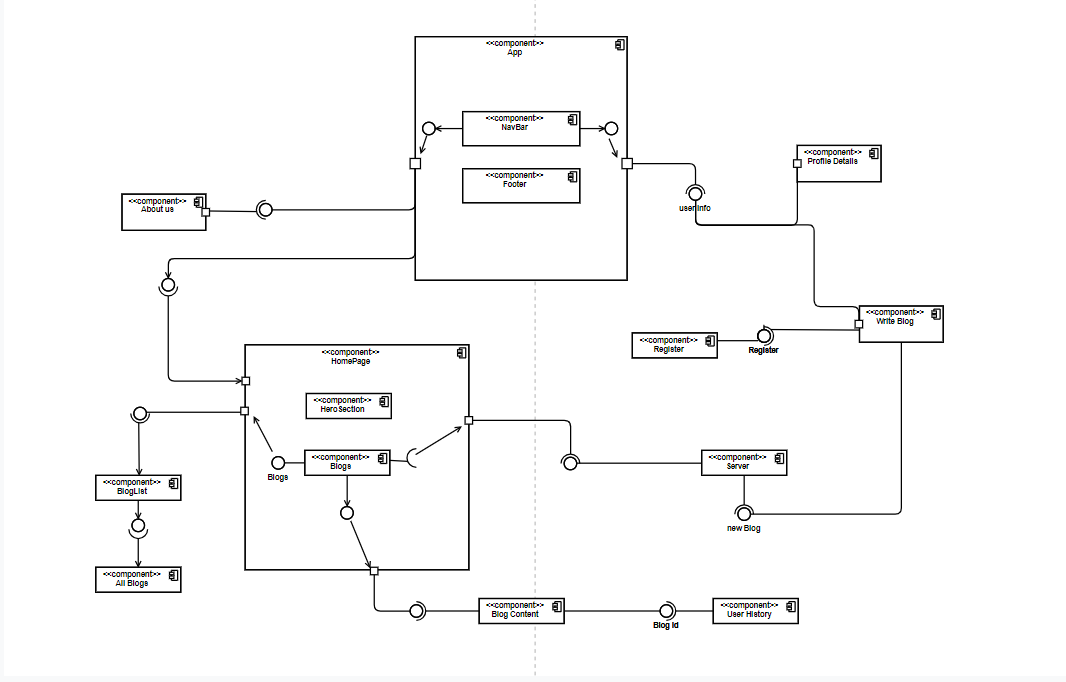 <<component>>
App
<<component>>
NavBar
<<component>>
Profile Details
<<component>>
Footer
<<component>>
About us
user Info
<<component>>
Write Blog
<<component>>
Register
Register
<<component>>
HomePage
<<component>>
HeroSection
<<component>>
Blogs
Blogs
<<component>>
Server
<<component>>
BlogList
new Blog
<<component>>
All Blogs
<<component>>
Blog Content
Blog Id
<<component>>
User History